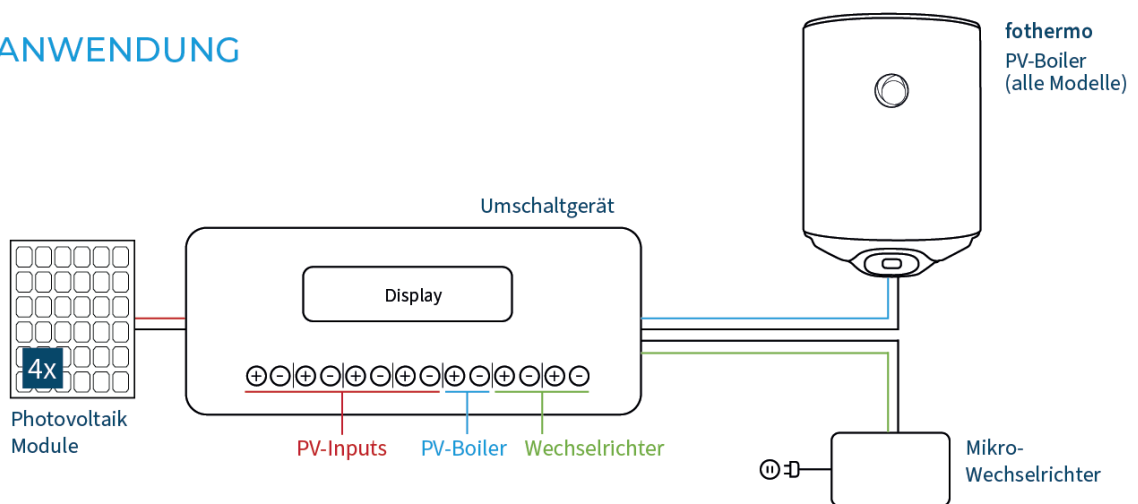 ANWENDUNG
fothermo
PV-Boiler
(alle Modelle)
Umschaltgerät
Display
4x
+ - + - + - + - + - + - + -
Photovoltaik
Module
PV-Inputs
PV-Boiler
Wechselrichter
Mikro-
Wechselrichter